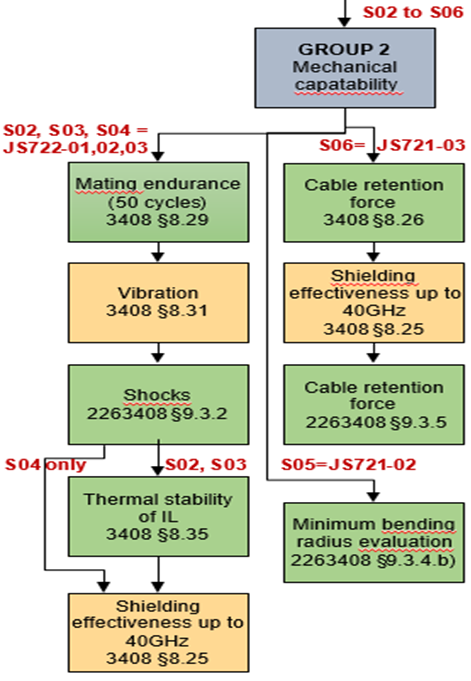 S02 to S06
GROUP 2
Mechanical
capatability
S02, S03, S04 =
JS722-01,02,03
S06= JS721-03
Mating endurance
(50 cycles)
3408 §8.29
Vibration
3408 §8.31
Shocks
2263408 §9.3.2
S04 only
S02, S03
Thermal stability
of IL
3408 §8.35
Shielding
effectiveness up to
40GHz
3408 §8.25
Cable retention
force
3408 §8.26
Shielding
effectiveness up to
40GHz
3408 §8.25
Cable retention
force
2263408 §9.3.5
S05=JS721-02
Minimum bending
radius evaluation
2263408 §9.3.4.b)